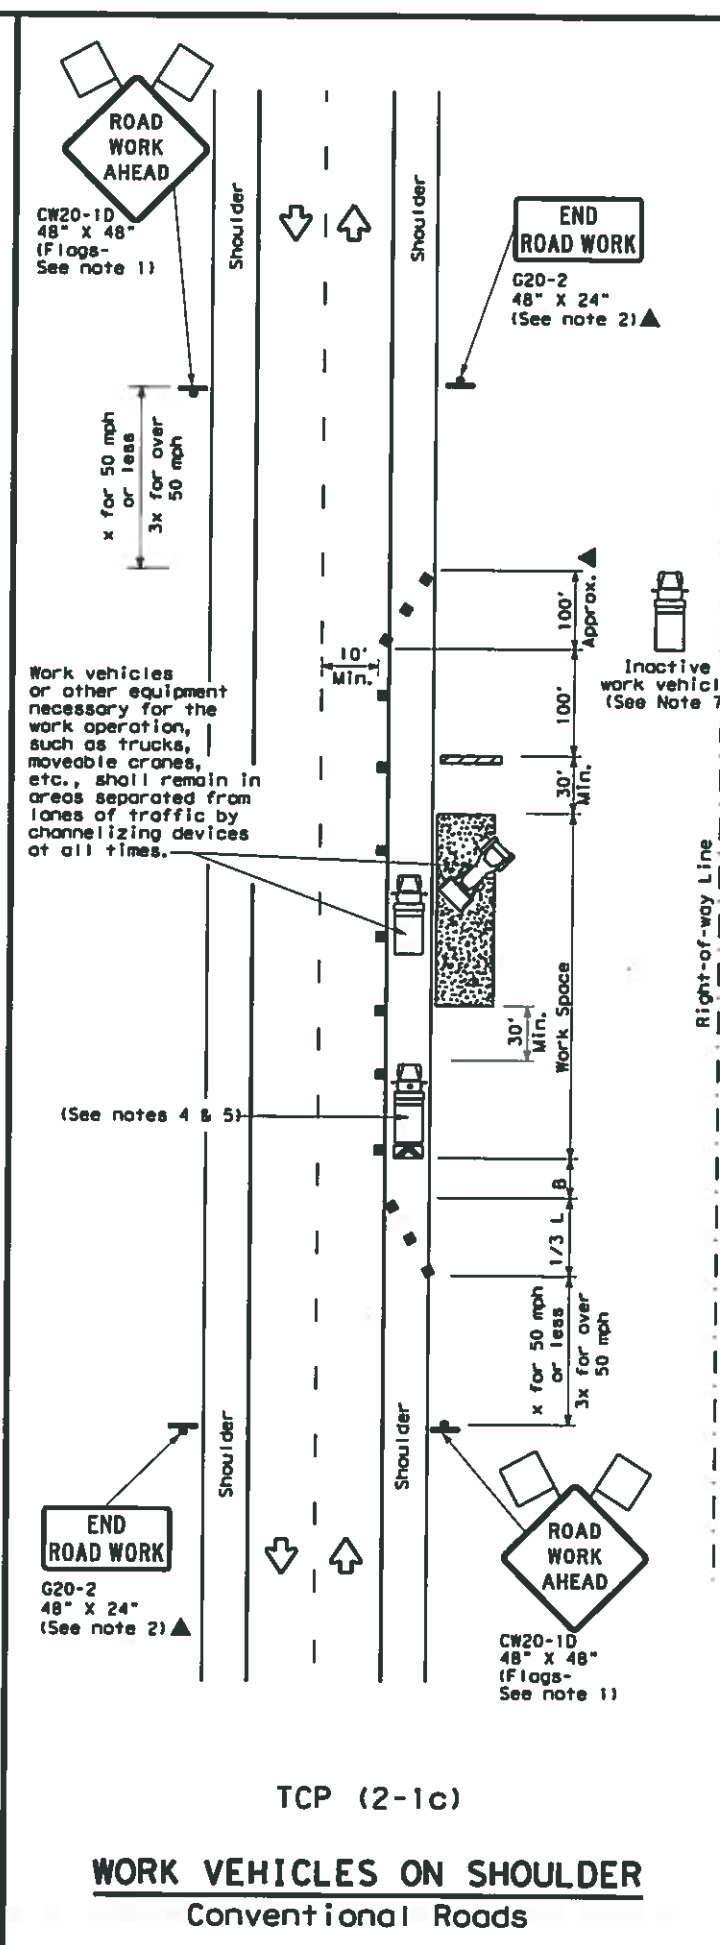 ROAD
WORK
AHEAD
CW20-1D
48" X 48"
(Flags-
See note 1)
Shoulder
Shoulder
END
ROAD WORK
G20-2
48" X 24"
(See note 2)▲
x for 50 mph
or less
3x for over
50 mph
100'
Approx.▲
Inactive
work vehicl
(See Note 7
10'
Min.
100'
Work vehicles
or other equipment
necessary for the
work operation,
such as trucks,
moveable cranes,
etc., shall remain in
areas separated from
lanes of traffic by
channelizing devices
at all times.
30'
Min.
Right-of-way Line
Work Space
30'
Min.
(See notes 4 & 5)
B
1/3 L
x for 50 mph
or less
3x for over
50 mph
Shoulder
Shoulder
END
ROAD WORK
G20-2
48" X 24"
(See note 2)▲
ROAD
WORK
AHEAD
CW20-1D
48" X 48"
(Flags-
See note 1)
TCP (2-1c)
WORK VEHICLES ON SHOULDER
Conventional Roads